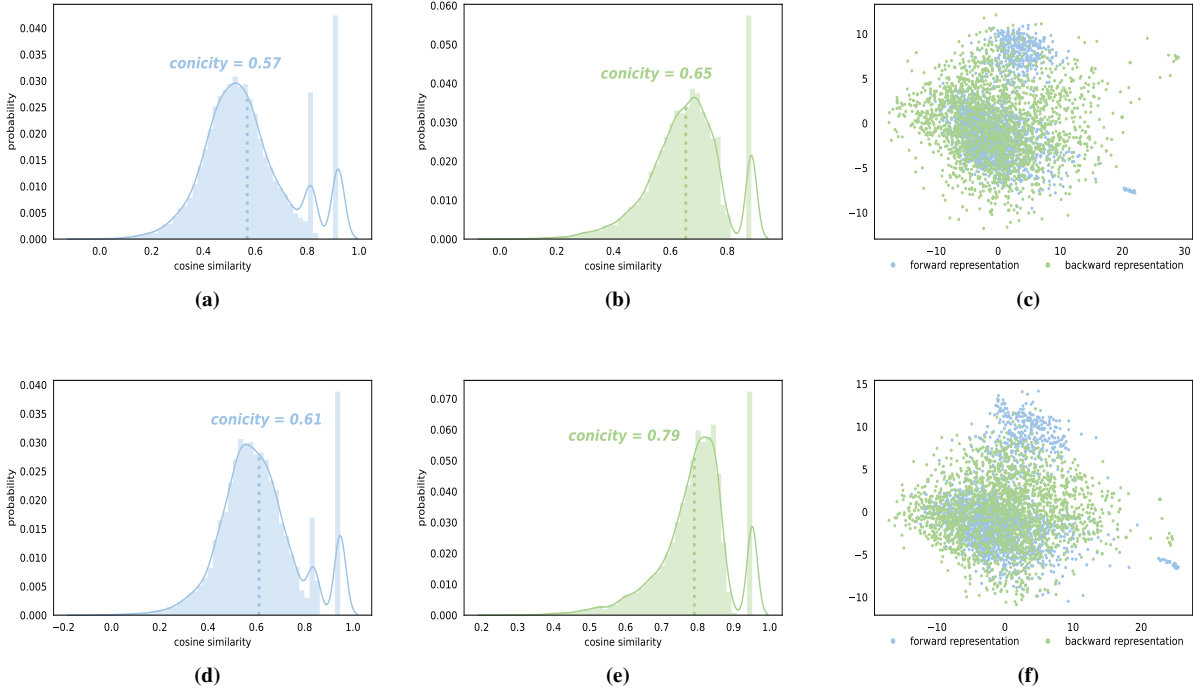 conicity = 0.57
probability
0.040
0.035
0.030
0.025
0.020
0.015
0.010
0.005
0.000
0.0 0.2 0.4 0.6 0.8 1.0
cosine similarity
(a)
conicity = 0.65
probability
0.060
0.050
0.040
0.030
0.020
0.010
0.000
0.0 0.2 0.4 0.6 0.8
cosine similarity
(b)
10
5
0
−5
−10
−10 0 10 20 30
forward representation backward representation
(c)
conicity = 0.61
probability
0.040
0.035
0.030
0.025
0.020
0.015
0.010
0.005
0.000
−0.2 0.0 0.2 0.4 0.6 0.8 1.0
cosine similarity
(d)
conicity = 0.79
probability
0.070
0.060
0.050
0.040
0.030
0.020
0.010
0.000
0.2 0.3 0.4 0.5 0.6 0.7 0.8 0.9 1.0
cosine similarity
(e)
15
10
5
0
−5
−10
−10 0 10 20
forward representation backward representation
(f)